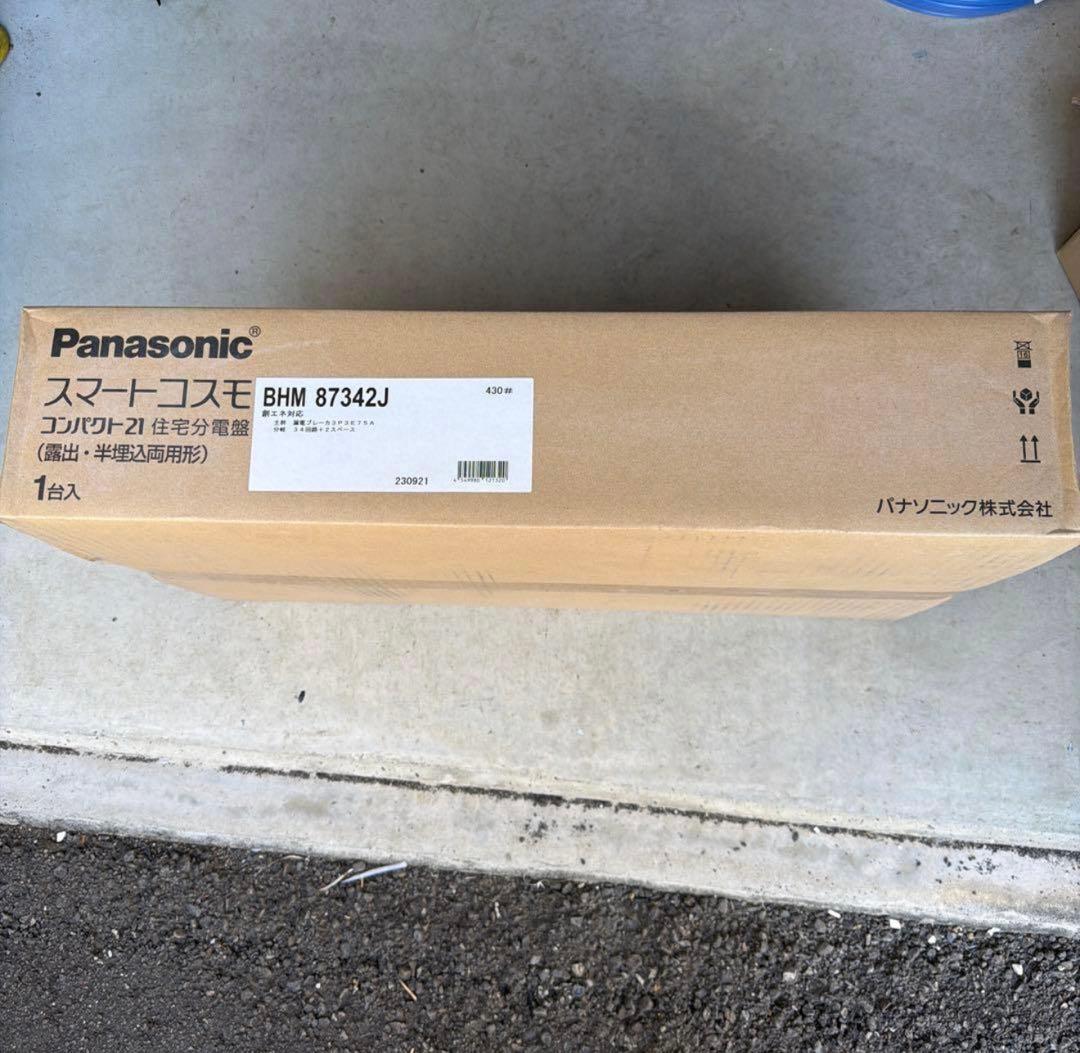 Panasonic®
スマートコスモ
コンパクト21 住宅分電盤
(露出・半埋込両用形)
1台入
BHM 87342J
430#
創エネ対応
主幹 漏電ブレーカ3P3E75A
分岐 34回路+2スペース
230921
4 549980 121320
パナソニック株式会社